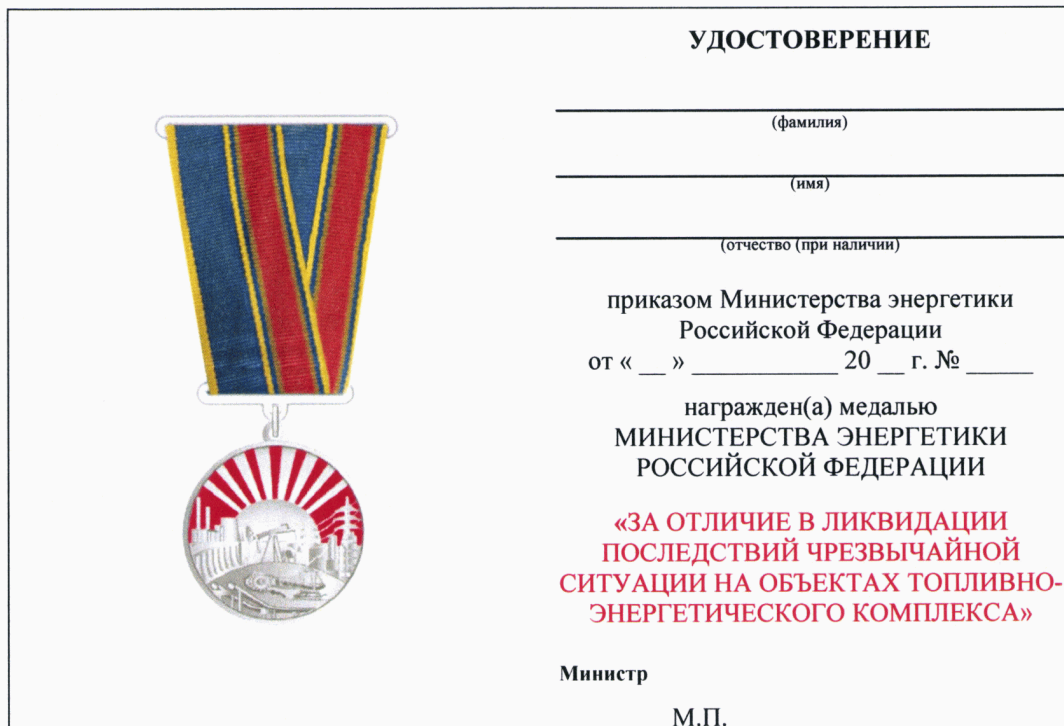 УДОСТОВЕРЕНИЕ
(фамилия)
(имя)
(отчество (при наличии)
приказом Министерства энергетики
Российской Федерации
от « __ » ____________ 20 __ г. № _____
награжден(а) медалью
МИНИСТЕРСТВА ЭНЕРГЕТИКИ
РОССИЙСКОЙ ФЕДЕРАЦИИ
«ЗА ОТЛИЧИЕ В ЛИКВИДАЦИИ
ПОСЛЕДСТВИЙ ЧРЕЗВЫЧАЙНОЙ
СИТУАЦИИ НА ОБЪЕКТАХ ТОПЛИВНО-
ЭНЕРГЕТИЧЕСКОГО КОМПЛЕКСА»
Министр
М.П.